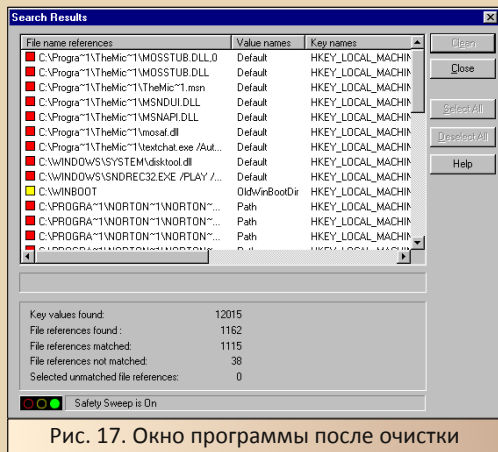 Search Results
File name references Value names Key names
C:\Progra~1\TheMic~1\MOSSTUB.DLL,0 Default HKEY_LOCAL_MACHIN
C:\Progra~1\TheMic~1\MOSSTUB.DLL Default HKEY_LOCAL_MACHIN
C:\Progra~1\TheMic~1\TheMic~1.msn Default HKEY_LOCAL_MACHIN
C:\Progra~1\TheMic~1\MSNDUI.DLL Default HKEY_LOCAL_MACHIN
C:\Progra~1\TheMic~1\MSNAPI.DLL Default HKEY_LOCAL_MACHIN
C:\Progra~1\TheMic~1\mosaf.dll Default HKEY_LOCAL_MACHIN
C:\Progra~1\TheMic~1\textchat.exe /Aut... Default HKEY_LOCAL_MACHIN
C:\WINDOWS\SYSTEM\disktool.dll Default HKEY_LOCAL_MACHIN
C:\WINDOWS\SNDREC32.EXE /PLAY /... Default HKEY_LOCAL_MACHIN
C:\WINBOOT OldWinBootDir HKEY_LOCAL_MACHIN
C:\PROGRA~1\NORTON~1\NORTON~... Path HKEY_LOCAL_MACHIN
C:\PROGRA~1\NORTON~1\NORTON~... Path HKEY_LOCAL_MACHIN
Clean
Close
Select All
Deselect All
Help
Key values found: 12015
File references found : 1162
File references matched: 1115
File references not matched: 38
Selected unmatched file references: 0
Safety Sweep is On
Рис. 17. Окно программы после очистки